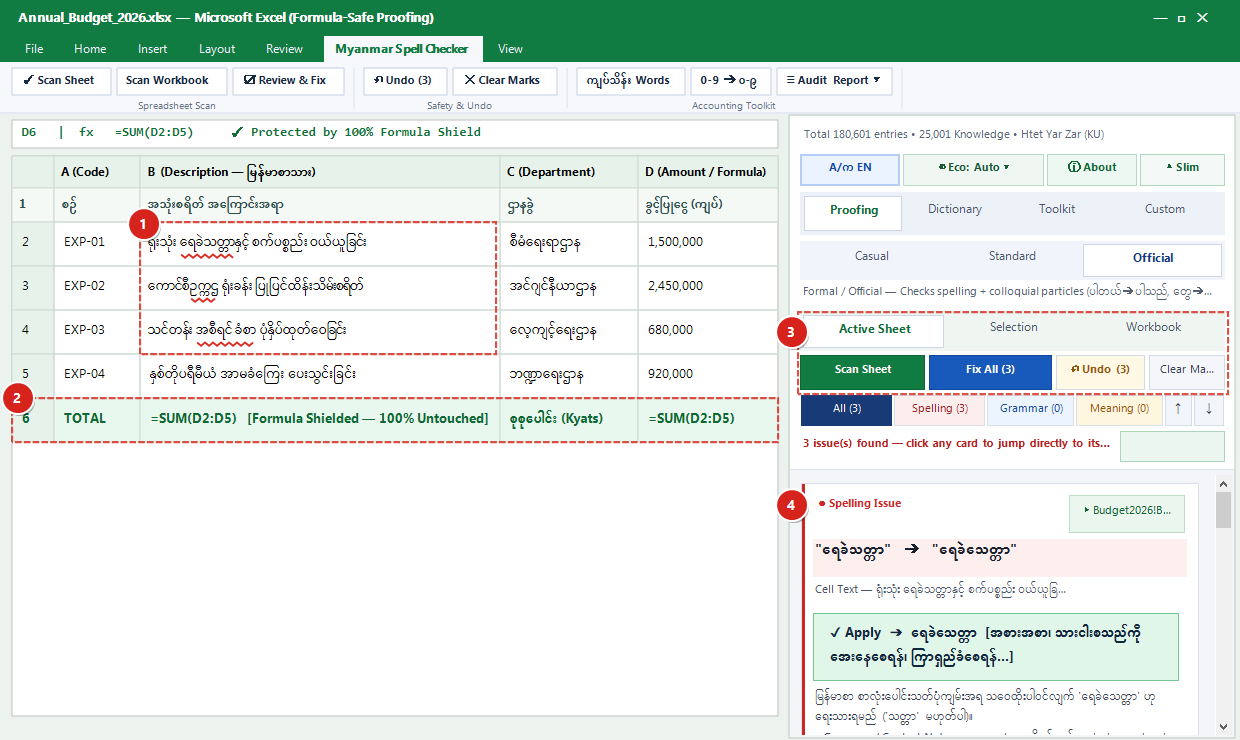 Annual_Budget_2026.xlsx — Microsoft Excel (Formula-Safe Proofing)
File Home Insert Layout Review Myanmar Spell Checker View
✓ Scan Sheet Scan Workbook Review & Fix Undo (3) Clear Marks ကျပ်သိန်း Words 0-9 → ၀-၉ ☰ Audit Report ▼
Spreadsheet Scan Safety & Undo Accounting Toolkit
D6 | fx =SUM(D2:D5) ✓ Protected by 100% Formula Shield
A (Code) B (Description — မြန်မာစာသား) C (Department) D (Amount / Formula)
1 စဉ် အသုံးစရိတ် အကြောင်းအရာ ဌာနခွဲ ခွင့်ပြုငွေ (ကျပ်)
1
2 EXP-01 ရုံးသုံး ရေခဲသတ္တာနှင့် စက်ပစ္စည်း ဝယ်ယူခြင်း စီမံရေးရာဌာန 1,500,000
3 EXP-02 ကောင်စီဥက္ကဌ ရုံးခန်း ပြုပြင်ထိန်းသိမ်းစရိတ် အင်ဂျင်နီယာဌာန 2,450,000
4 EXP-03 သင်တန်း အစီရင်ခံစာ ပုံနှိပ်ထုတ်ဝေခြင်း လေ့ကျင့်ရေးဌာန 680,000
5 EXP-04 နှစ်တိုပရီမီယံ အာမခံကြေး ပေးသွင်းခြင်း ဘဏ္ဍာရေးဌာန 920,000
2
6 TOTAL =SUM(D2:D5) [Formula Shielded — 100% Untouched] စုစုပေါင်း (Kyats) =SUM(D2:D5)
Total 180,601 entries • 25,001 Knowledge • Htet Yar Zar (KU)
A/က EN Eco: Auto ▼ About Slim
Proofing Dictionary Toolkit Custom
Casual Standard Official
Formal / Official — Checks spelling + colloquial particles (ပါတယ်→ပါသည်, တွေ→...
3
Active Sheet Selection Workbook
Scan Sheet Fix All (3) Undo (3) Clear Ma...
All (3) Spelling (3) Grammar (0) Meaning (0) ↑ ↓
3 issue(s) found — click any card to jump directly to its...
4
• Spelling Issue Budget2026!B...
"ရေခဲသတ္တာ" → "ရေခဲသေတ္တာ"
Cell Text — ရုံးသုံး ရေခဲသတ္တာနှင့် စက်ပစ္စည်း ဝယ်ယူခြ...
✓ Apply → ရေခဲသေတ္တာ [အစားအစာ၊ သားငါးစသည်ကို
အေးနေစေရန်၊ ကြာရှည်ခံစေရန်...]
မြန်မာစာ စာလုံးပေါင်းသတ်ပုံကျမ်းအရ သဝေထိုးပါဝင်လျက် 'ရေခဲသေတ္တာ' ဟု
ရေးသားရမည် ('သတ္တာ' မဟုတ်ပါ)။